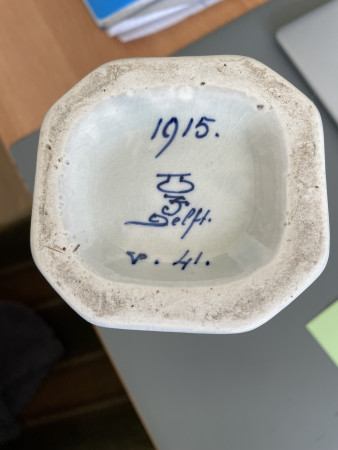 1915.
Delft.
v. 41.